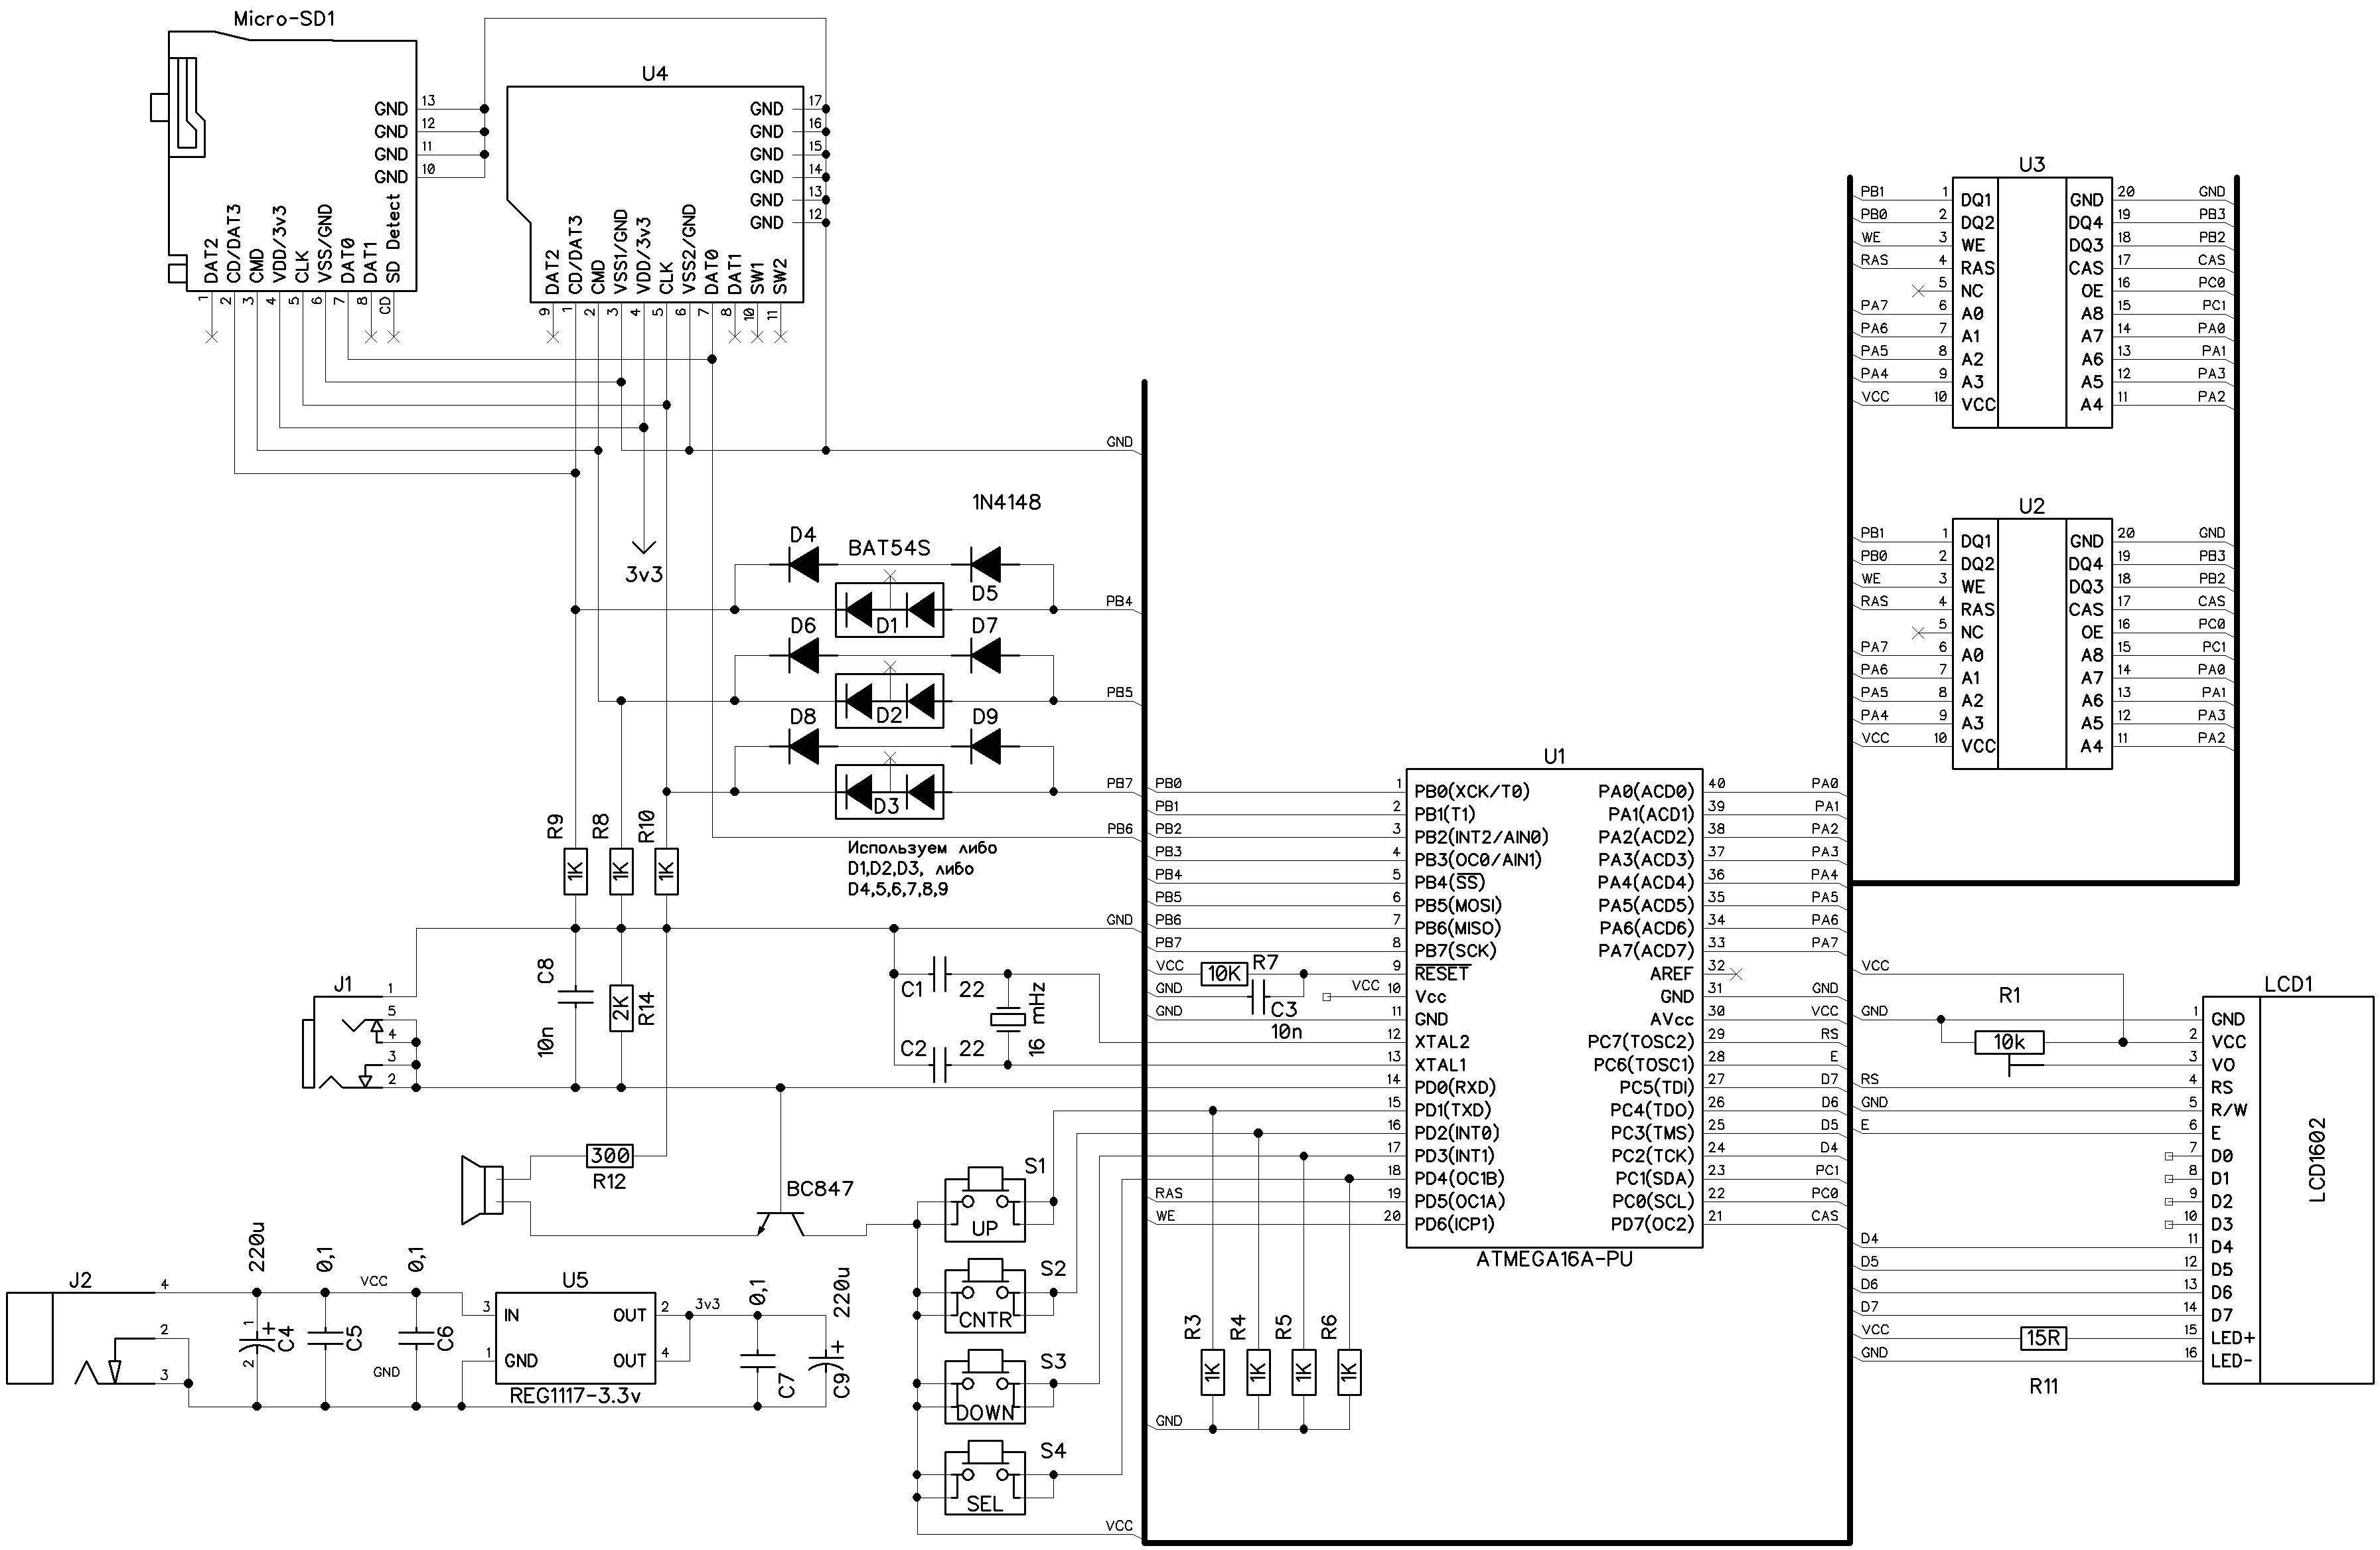 Micro-SD1
GND 13
GND 12
GND 11
GND 10
DAT2
CD/DAT3
CMD
VDD/3v3
CLK
VSS/GND
DAT0
DAT1
SD Detect
1 2 3 4 5 6 7 8 CD
U4
GND 17
GND 16
GND 15
GND 14
GND 13
GND 12
DAT2
CD/DAT3
CMD
VSS1/GND
VDD/3v3
CLK
VSS2/GND
DAT0
DAT1
SW1
SW2
9 1 2 3 4 5 6 7 8 10 11
GND
3v3
1N4148
D4
BAT54S
D5
D1
PB4
D6
D7
D2
PB5
D8
D9
D3
PB7
PB6
Используем либо
D1,D2,D3, либо
D4,5,6,7,8,9
R9 1K
R8 1K
R10 1K
GND
J1
1
5
4
3
2
C8
10n
2K
R14
C1 22
C2 22
16 mHz
300
R12
BC847
J2
4
2
3
220u
1
2
C4
0,1
C5
VCC
0,1
C6
GND
U5
3 IN OUT 2
1 GND OUT 4
REG1117-3.3v
3v3
0,1
C7
220u
C9
S1
UP
S2
CNTR
S3
DOWN
S4
SEL
VCC
U1
PB0 1 PB0(XCK/T0) PA0(ACD0) 40 PA0
PB1 2 PB1(T1) PA1(ACD1) 39 PA1
PB2 3 PB2(INT2/AIN0) PA2(ACD2) 38 PA2
PB3 4 PB3(OC0/AIN1) PA3(ACD3) 37 PA3
PB4 5 PB4(SS) PA4(ACD4) 36 PA4
PB5 6 PB5(MOSI) PA5(ACD5) 35 PA5
PB6 7 PB6(MISO) PA6(ACD6) 34 PA6
PB7 8 PB7(SCK) PA7(ACD7) 33 PA7
VCC 10K R7 9 RESET AREF 32
GND C3 VCC 10 Vcc GND 31 GND
GND 10n 11 GND AVcc 30 VCC
12 XTAL2 PC7(TOSC2) 29 RS
13 XTAL1 PC6(TOSC1) 28 E
14 PD0(RXD) PC5(TDI) 27 D7
15 PD1(TXD) PC4(TDO) 26 D6
16 PD2(INT0) PC3(TMS) 25 D5
17 PD3(INT1) PC2(TCK) 24 D4
18 PD4(OC1B) PC1(SDA) 23 PC1
RAS 19 PD5(OC1A) PC0(SCL) 22 PC0
WE 20 PD6(ICP1) PD7(OC2) 21 CAS
ATMEGA16A-PU
R3 1K
R4 1K
R5 1K
R6 1K
GND
U3
PB1 1 DQ1 GND 20 GND
PB0 2 DQ2 DQ4 19 PB3
WE 3 WE DQ3 18 PB2
RAS 4 RAS CAS 17 CAS
5 NC OE 16 PC0
PA7 6 A0 A8 15 PC1
PA6 7 A1 A7 14 PA0
PA5 8 A2 A6 13 PA1
PA4 9 A3 A5 12 PA3
VCC 10 VCC A4 11 PA2
U2
PB1 1 DQ1 GND 20 GND
PB0 2 DQ2 DQ4 19 PB3
WE 3 WE DQ3 18 PB2
RAS 4 RAS CAS 17 CAS
5 NC OE 16 PC0
PA7 6 A0 A8 15 PC1
PA6 7 A1 A7 14 PA0
PA5 8 A2 A6 13 PA1
PA4 9 A3 A5 12 PA3
VCC 10 VCC A4 11 PA2
LCD1
VCC
R1
GND 1 GND
10k 2 VCC
3 VO
RS 4 RS
GND 5 R/W
E 6 E
7 D0
8 D1
9 D2
10 D3
D4 11 D4
D5 12 D5
D6 13 D6
D7 14 D7
VCC 15R 15 LED+
GND 16 LED-
R11
LCD1602